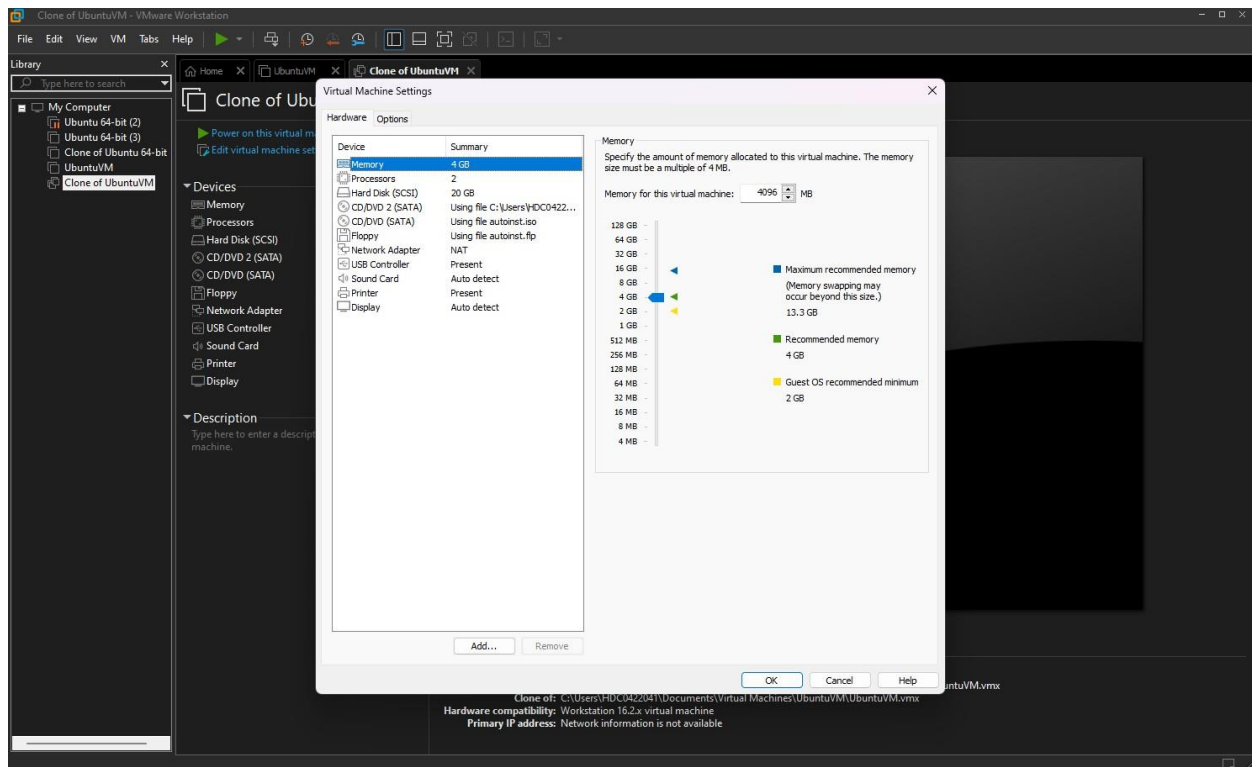 Clone of UbuntuVM - VMware Workstation
File Edit View VM Tabs Help
Library
Type here to search
My Computer
Ubuntu 64-bit (2)
Ubuntu 64-bit (3)
Clone of Ubuntu 64-bit
UbuntuVM
Clone of UbuntuVM
Home UbuntuVM Clone of UbuntuVM
Clone of Ubu
Power on this virtual m
Edit virtual machine set
Devices
Memory
Processors
Hard Disk (SCSI)
CD/DVD 2 (SATA)
CD/DVD (SATA)
Floppy
Network Adapter
USB Controller
Sound Card
Printer
Display
Description
Type here to enter a descript
machine.
Virtual Machine Settings
Hardware Options
Device Summary
Memory 4 GB
Processors 2
Hard Disk (SCSI) 20 GB
CD/DVD 2 (SATA) Using file C:\Users\HDC0422...
CD/DVD (SATA) Using file autoinst.iso
Floppy Using file autoinst.flp
Network Adapter NAT
USB Controller Present
Sound Card Auto detect
Printer Present
Display Auto detect
Add... Remove
Memory
Specify the amount of memory allocated to this virtual machine. The memory
size must be a multiple of 4 MB.
Memory for this virtual machine: 4096 MB
128 GB
64 GB
32 GB
16 GB
8 GB
4 GB
2 GB
1 GB
512 MB
256 MB
128 MB
64 MB
32 MB
16 MB
8 MB
4 MB
Maximum recommended memory
(Memory swapping may
occur beyond this size.)
13.3 GB
Recommended memory
4 GB
Guest OS recommended minimum
2 GB
OK Cancel Help
untuVM.vmx
Clone of: C:\Users\HDC0422041\Documents\Virtual Machines\UbuntuVM\UbuntuVM.vmx
Hardware compatibility: Workstation 16.2.x virtual machine
Primary IP address: Network information is not available